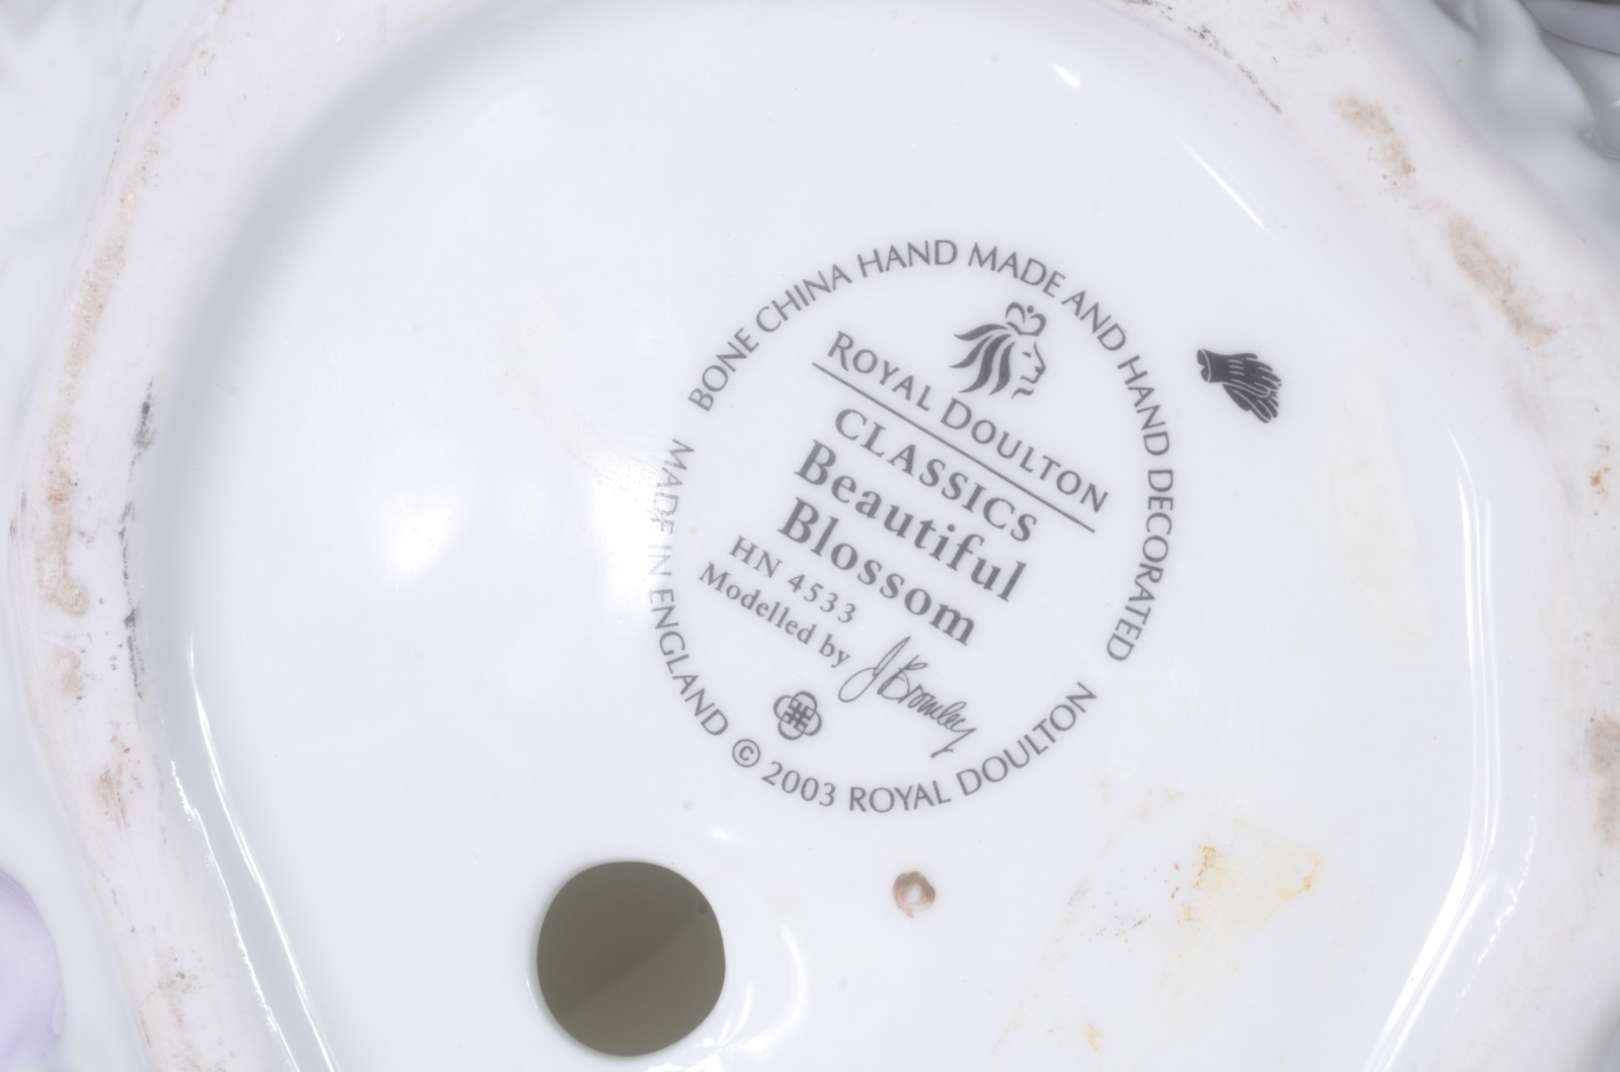 BONE CHINA HAND MADE AND HAND DECORATED
ROYAL DOULTON
CLASSICS
Beautiful
Blossom
HN 4533
Modelled by JBromley
MADE IN ENGLAND © 2003 ROYAL DOULTON